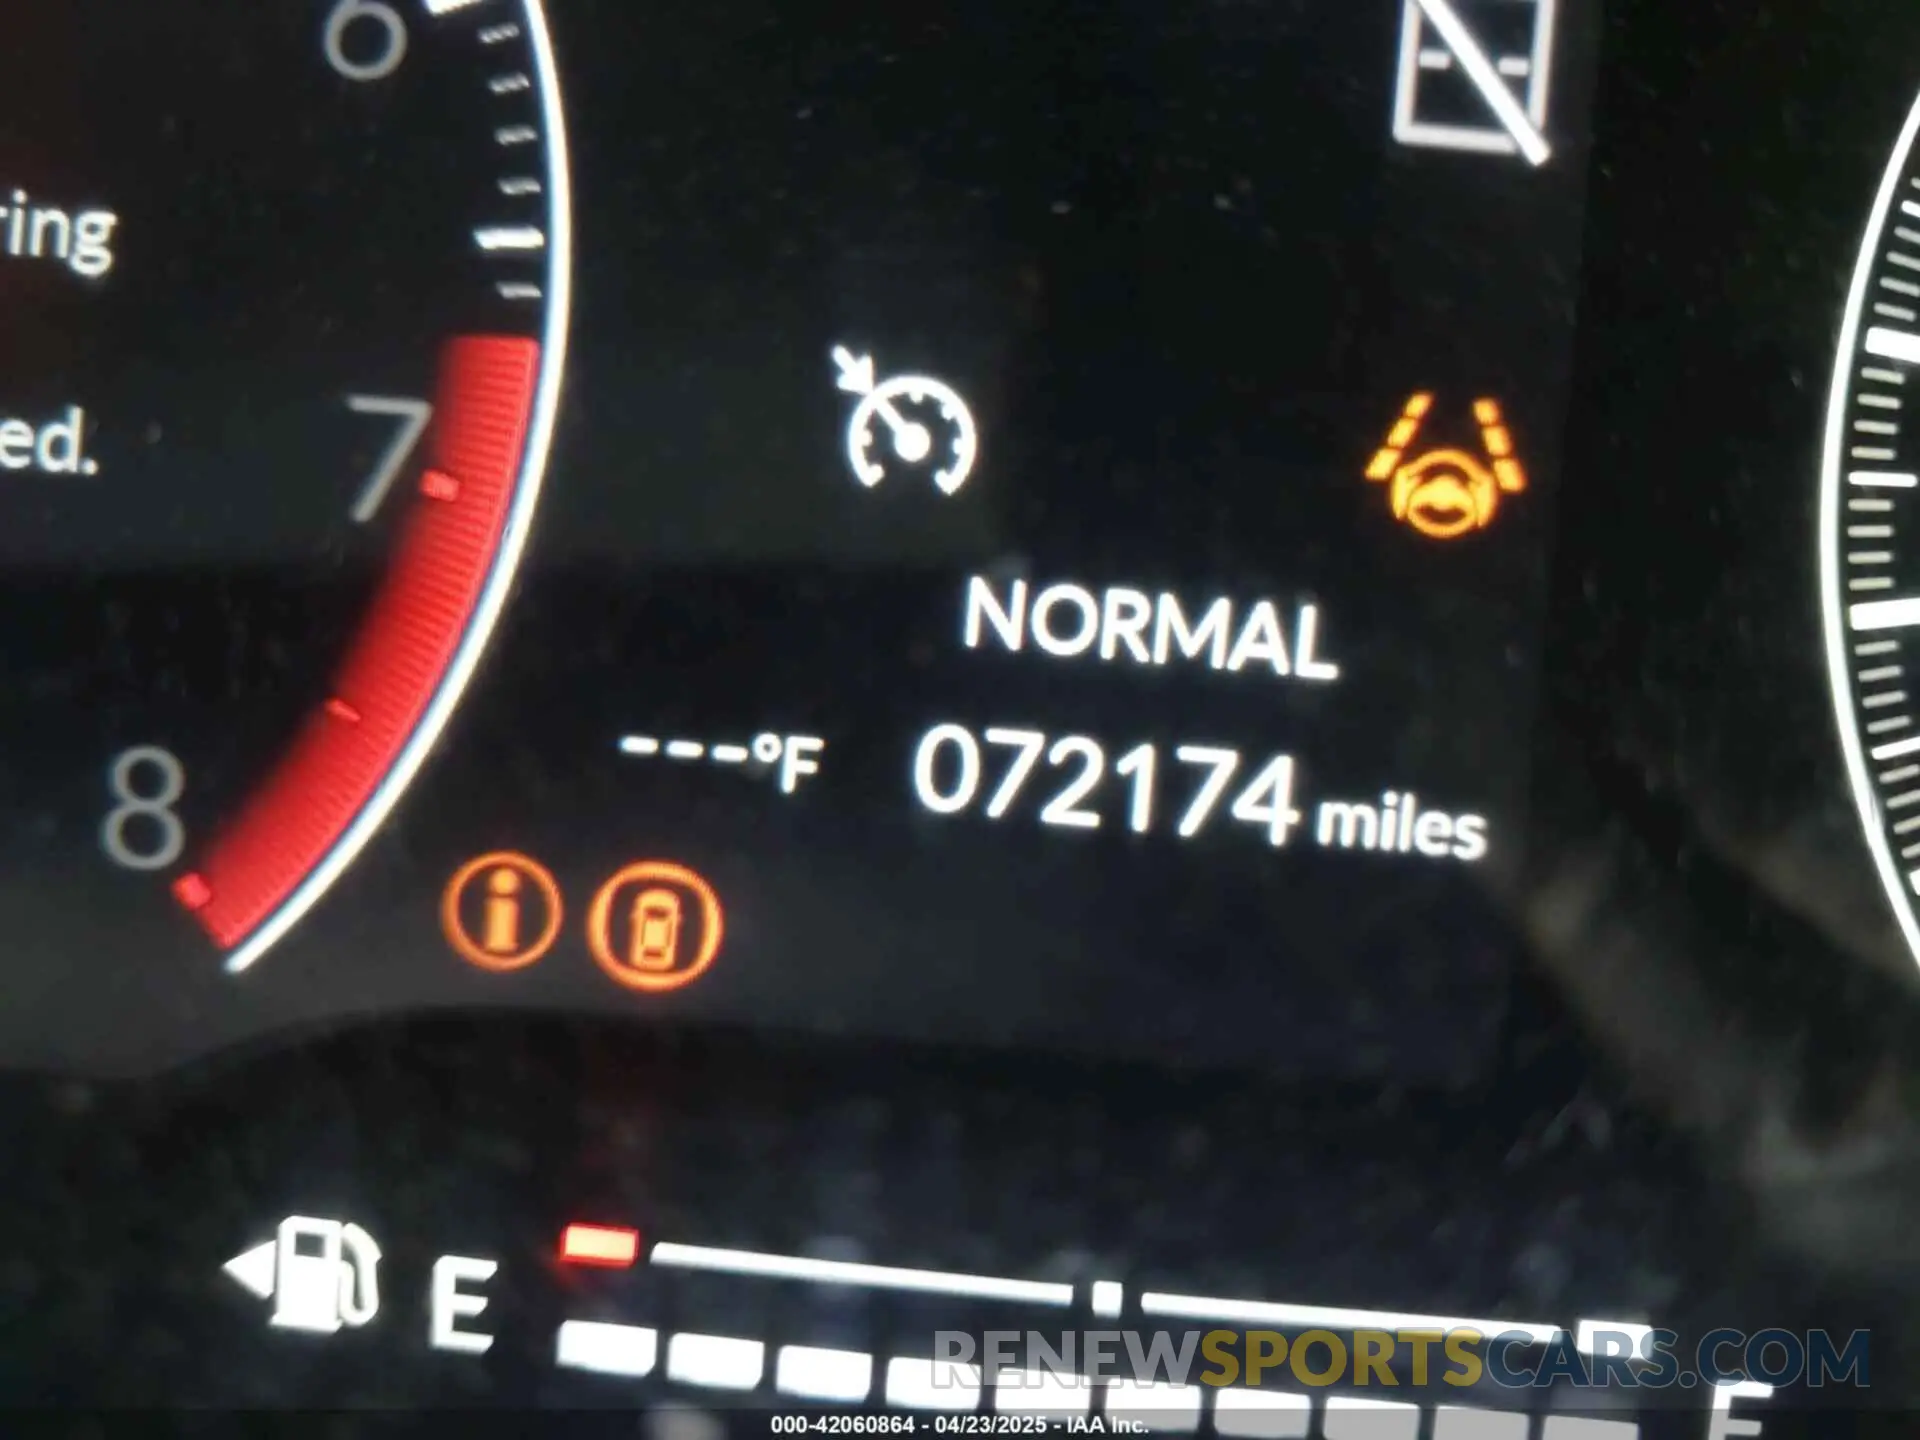 6
ring
7
ed.
NORMAL
---°F 072174 miles
8
i
E
F
RENEWSPORTSCARS.COM
000-42060864 - 04/23/2025 - IAA Inc.